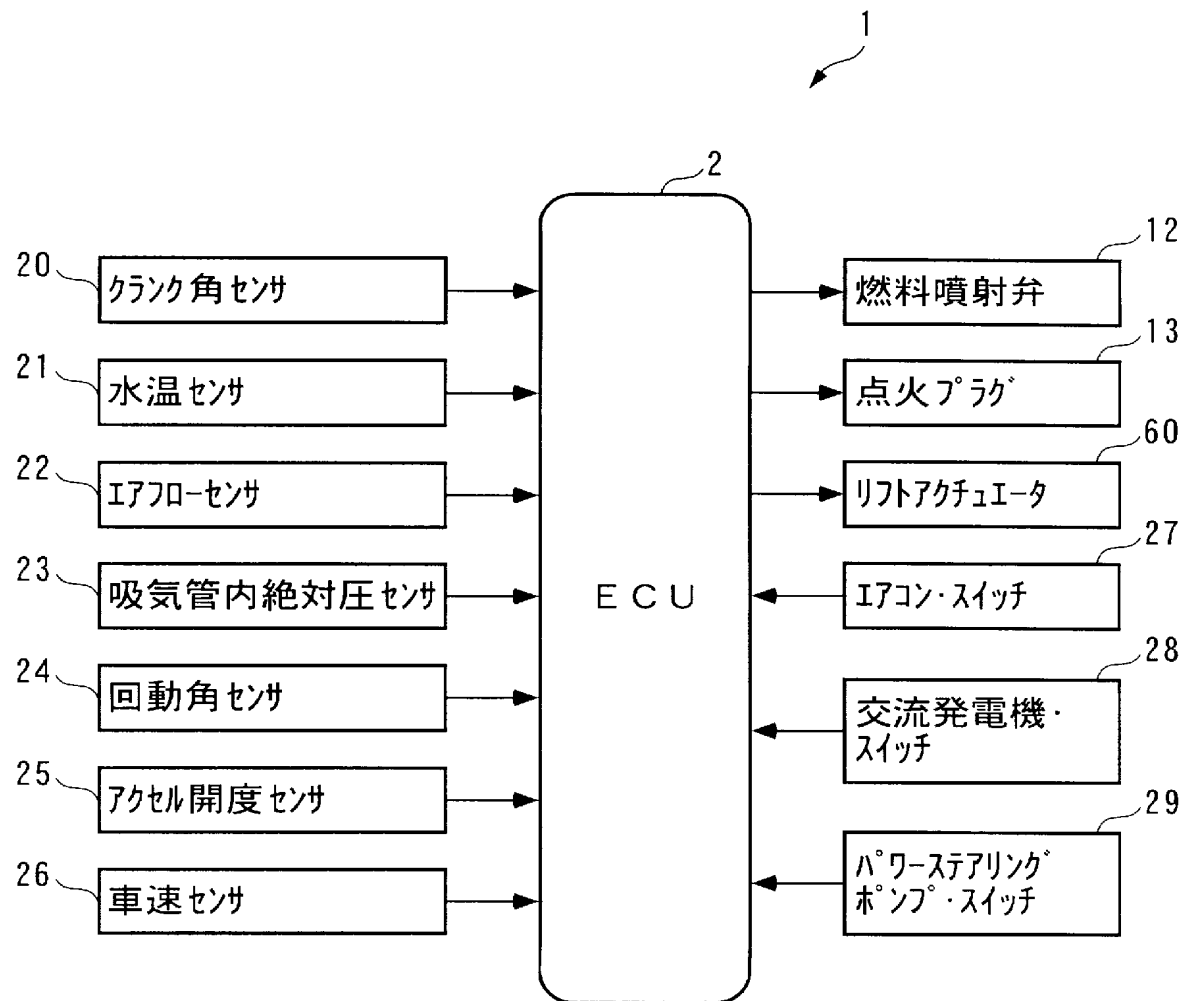 1
2
20
クランク角センサ
21
水温センサ
22
エアフローセンサ
23
吸気管内絶対圧センサ
24
回動角センサ
25
アクセル開度センサ
26
車速センサ
ECU
12
燃料噴射弁
13
点火プラグ
60
リフトアクチュエータ
27
エアコン・スイッチ
28
交流発電機・
スイッチ
29
パワーステアリング
ポンプ・スイッチ